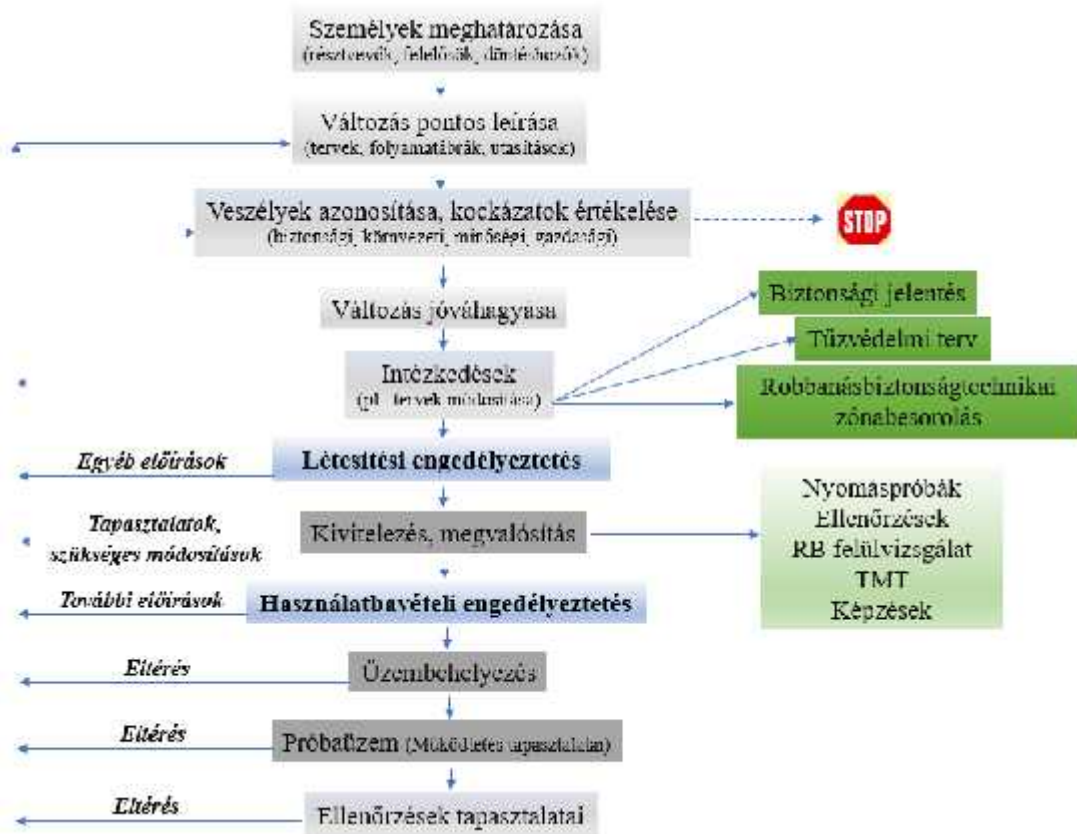 Személyek meghatározása
(résztvevők, felelősök, döntéshozók)
Változás pontos leírása
(tervek, folyamatábrák, utasítások)
Veszélyek azonosítása, kockázatok értékelése
(biztonsági, környezeti, minőségi, gazdasági)
STOP
Változás jóváhagyása
Biztonsági jelentés
Tűzvédelmi terv
Intézkedések
(pl. tervek módosítása)
Robbanásbiztonságtechnikai
zónabesorolás
Egyéb előírások
Létesítési engedélyeztetés
Tapasztalatok,
szükséges módosítások
Kivitelezés, megvalósítás
Nyomáspróbák
Ellenőrzések
RB felülvizsgálat
TMT
Képzések
További előírások
Használatbavételi engedélyeztetés
Eltérés
Üzembehelyezés
Eltérés
Próbaüzem (Működtetés tapasztalatai)
Eltérés
Ellenőrzések tapasztalatai